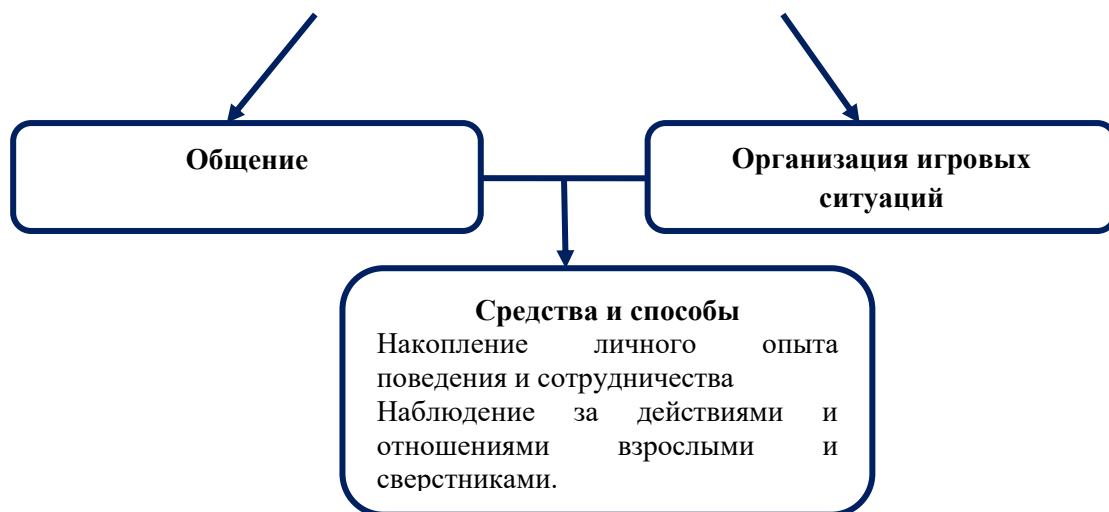 Общение
Организация игровых
ситуаций
Средства и способы
Накопление личного опыта
поведения и сотрудничества
Наблюдение за действиями и
отношениями взрослыми и
сверстниками.